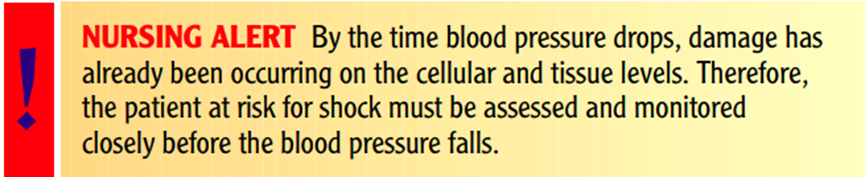 !
NURSING ALERT By the time blood pressure drops, damage has
already been occurring on the cellular and tissue levels. Therefore,
the patient at risk for shock must be assessed and monitored
closely before the blood pressure falls.